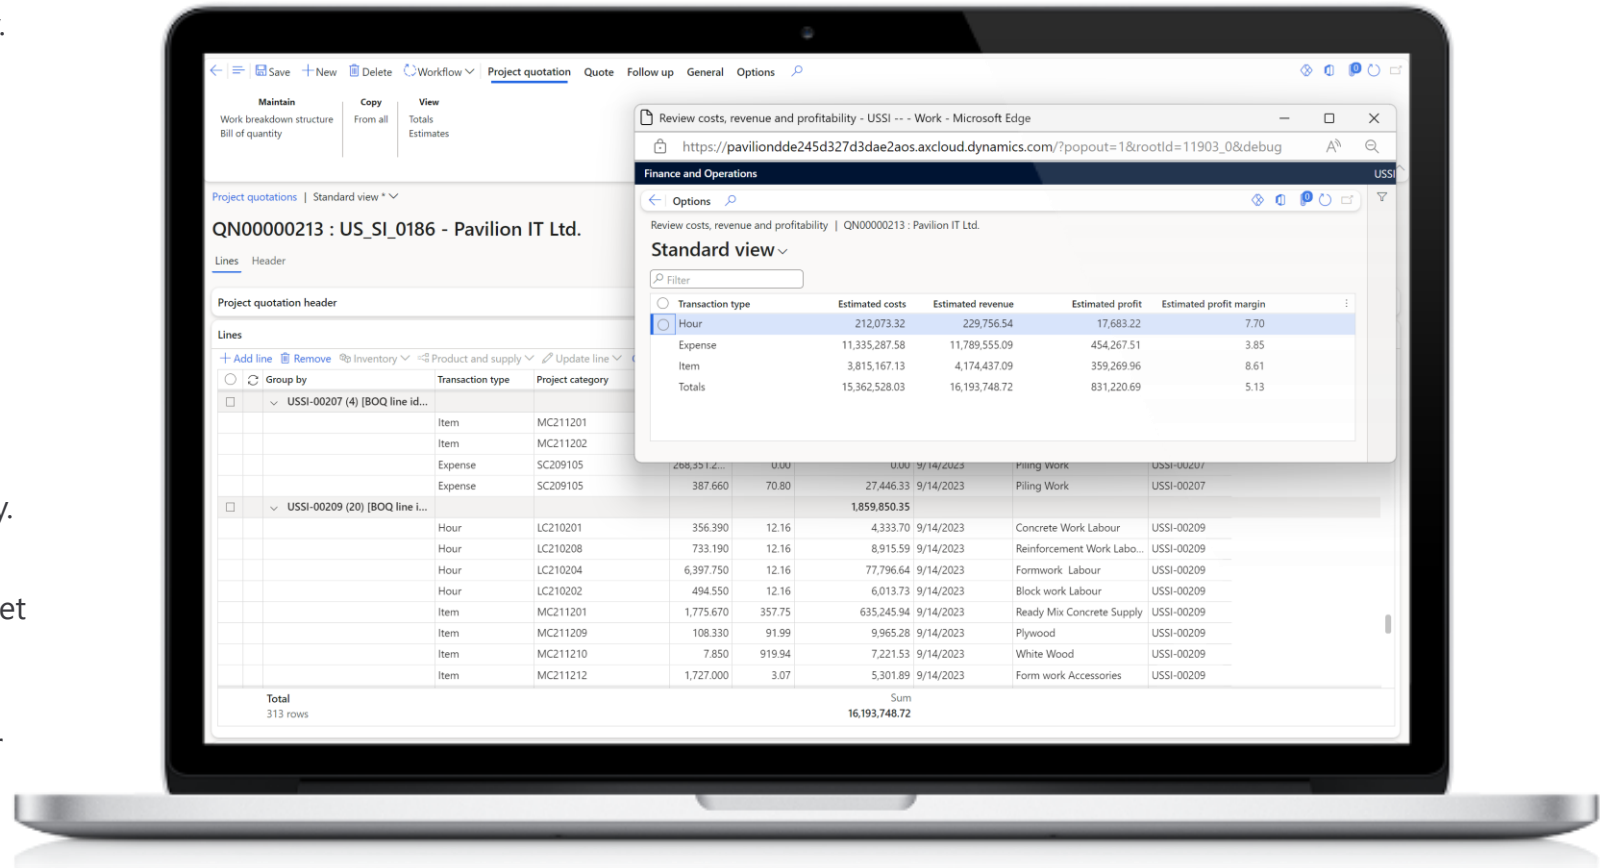 Save New Delete Workflow Project quotation Quote Follow up General Options
Maintain Copy View
Work breakdown structure From all Totals
Bill of quantity Estimates
Project quotations | Standard view *
QN00000213 : US_SI_0186 - Pavilion IT Ltd.
Lines Header
Project quotation header
Lines
Add line Remove Inventory Product and supply Update line
Group by Transaction type Project category
USSI-00207 (4) [BOQ line id...
Item MC211201
Item MC211202
Expense SC209105 268,351.2... 0.00 0.00 9/14/2023 Piling Work USSI-00207
Expense SC209105 387.660 70.80 27,446.33 9/14/2023 Piling Work USSI-00207
USSI-00209 (20) [BOQ line i... 1,859,850.35
Hour LC210201 356.390 12.16 4,333.70 9/14/2023 Concrete Work Labour USSI-00209
Hour LC210208 733.190 12.16 8,915.59 9/14/2023 Reinforcement Work Labo... USSI-00209
Hour LC210204 6,397.750 12.16 77,796.64 9/14/2023 Formwork Labour USSI-00209
Hour LC210202 494.550 12.16 6,013.73 9/14/2023 Block work Labour USSI-00209
Item MC211201 1,775.670 357.75 635,245.94 9/14/2023 Ready Mix Concrete Supply USSI-00209
Item MC211209 108.330 91.99 9,965.28 9/14/2023 Plywood USSI-00209
Item MC211210 7.850 919.94 7,221.53 9/14/2023 White Wood USSI-00209
Item MC211212 1,727.000 3.07 5,301.89 9/14/2023 Form work Accessories USSI-00209
Total Sum
313 rows 16,193,748.72
Review costs, revenue and profitability - USSI -- - Work - Microsoft Edge
https://paviliondde245d327d3dae2aos.axcloud.dynamics.com/?popout=1&rootId=11903_0&debug
Finance and Operations USSI
Options 0
Review costs, revenue and profitability | QN00000213 : Pavilion IT Ltd.
Standard view
Filter
Transaction type Estimated costs Estimated revenue Estimated profit Estimated profit margin
Hour 212,073.32 229,756.54 17,683.22 7.70
Expense 11,335,287.58 11,789,555.09 454,267.51 3.85
Item 3,815,167.13 4,174,437.09 359,269.96 8.61
Totals 15,362,528.03 16,193,748.72 831,220.69 5.13
y.
et